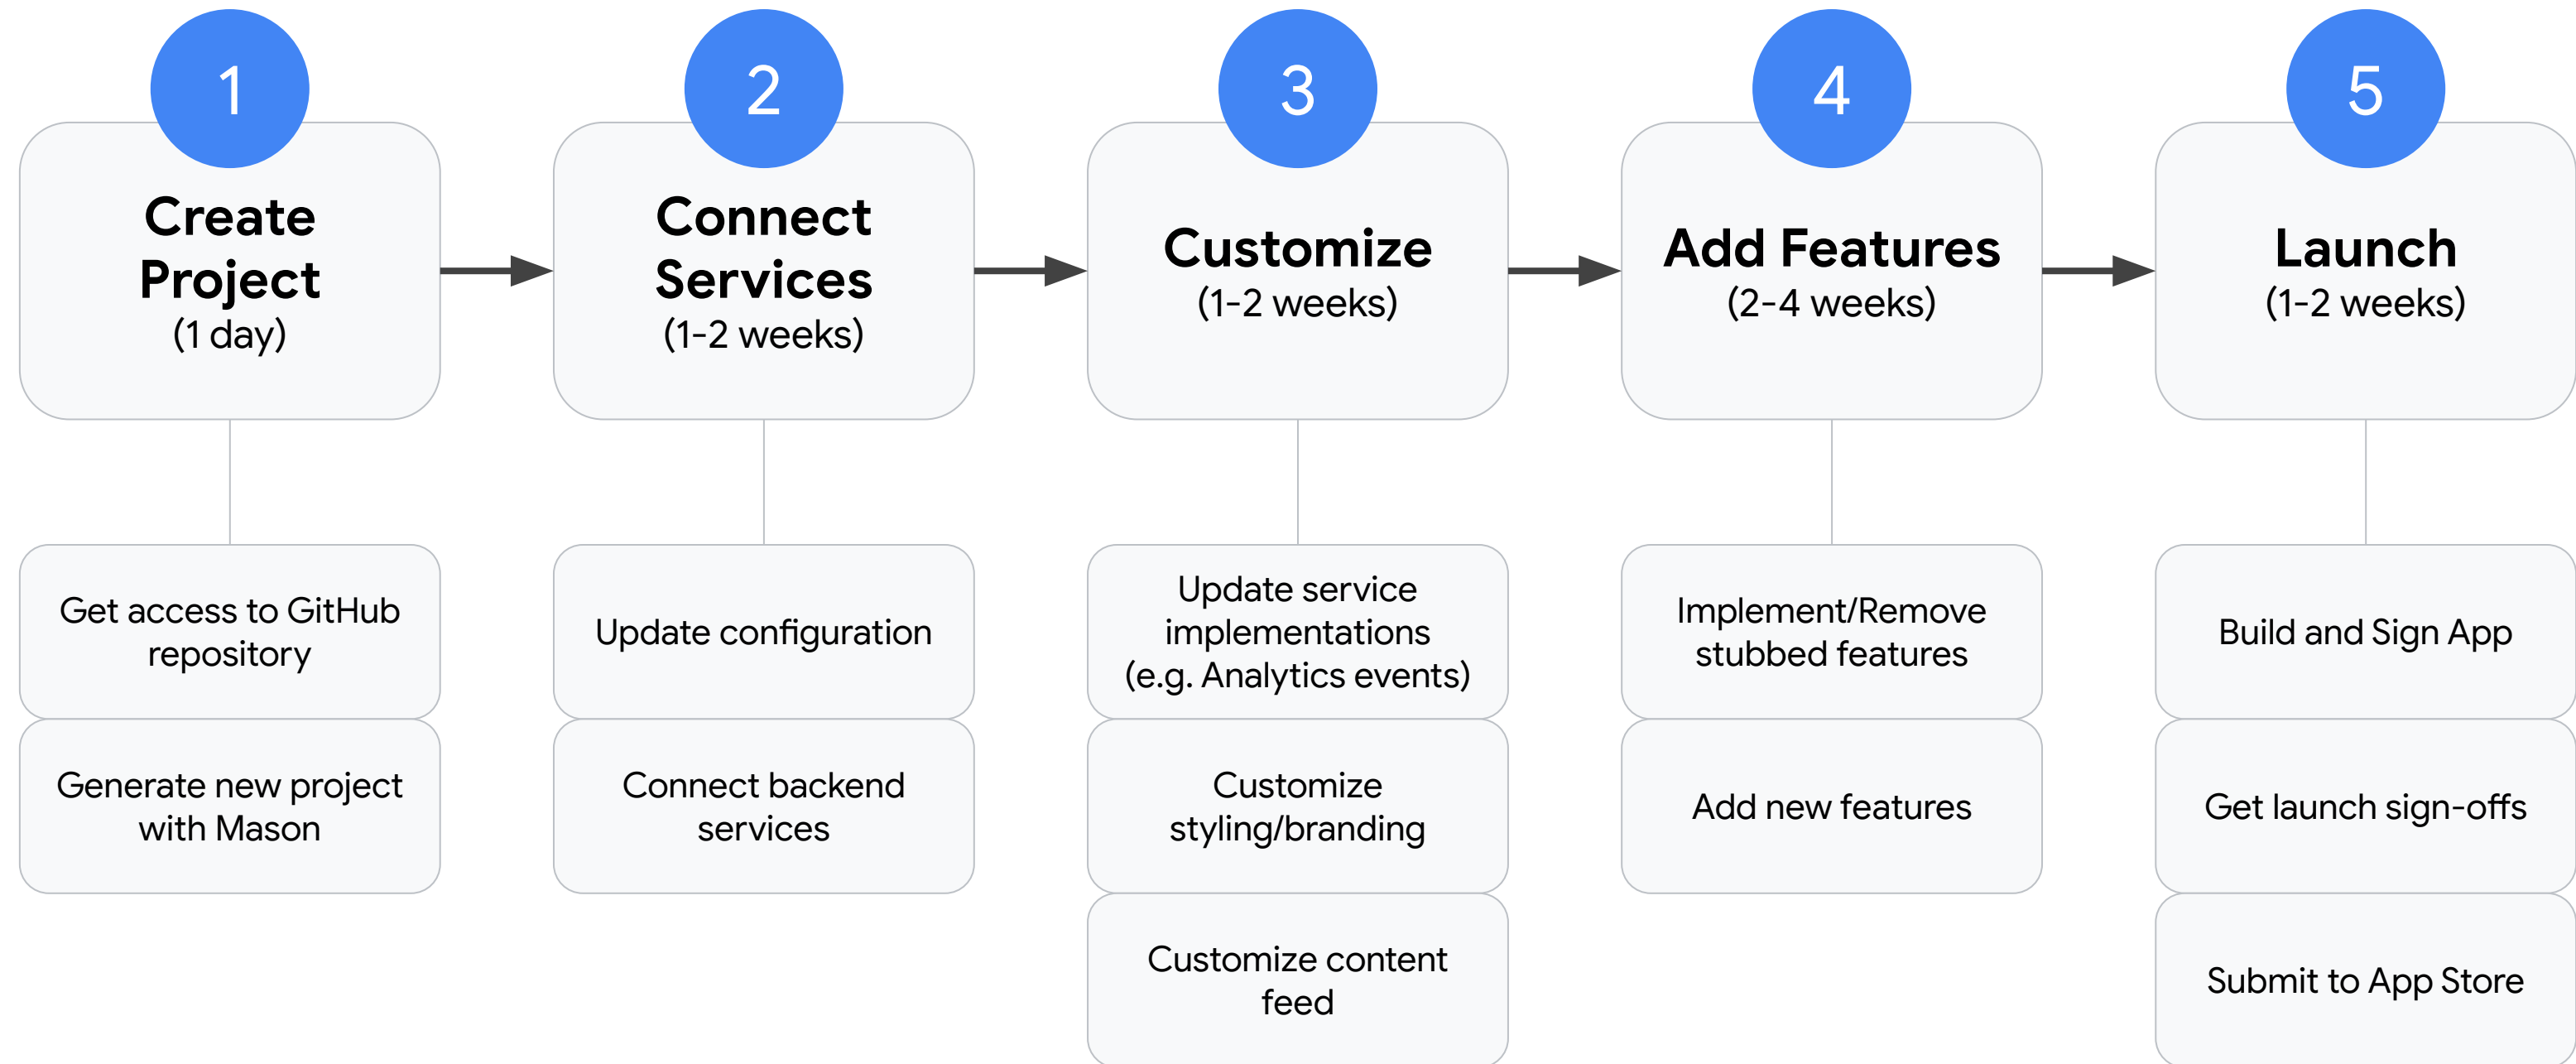 1
Create
Project
(1 day)
2
Connect
Services
(1-2 weeks)
3
Customize
(1-2 weeks)
4
Add Features
(2-4 weeks)
5
Launch
(1-2 weeks)
Get access to GitHub
repository
Generate new project
with Mason
Update configuration
Connect backend
services
Update service
implementations
(e.g. Analytics events)
Customize
styling/branding
Customize content
feed
Implement/Remove
stubbed features
Add new features
Build and Sign App
Get launch sign-offs
Submit to App Store